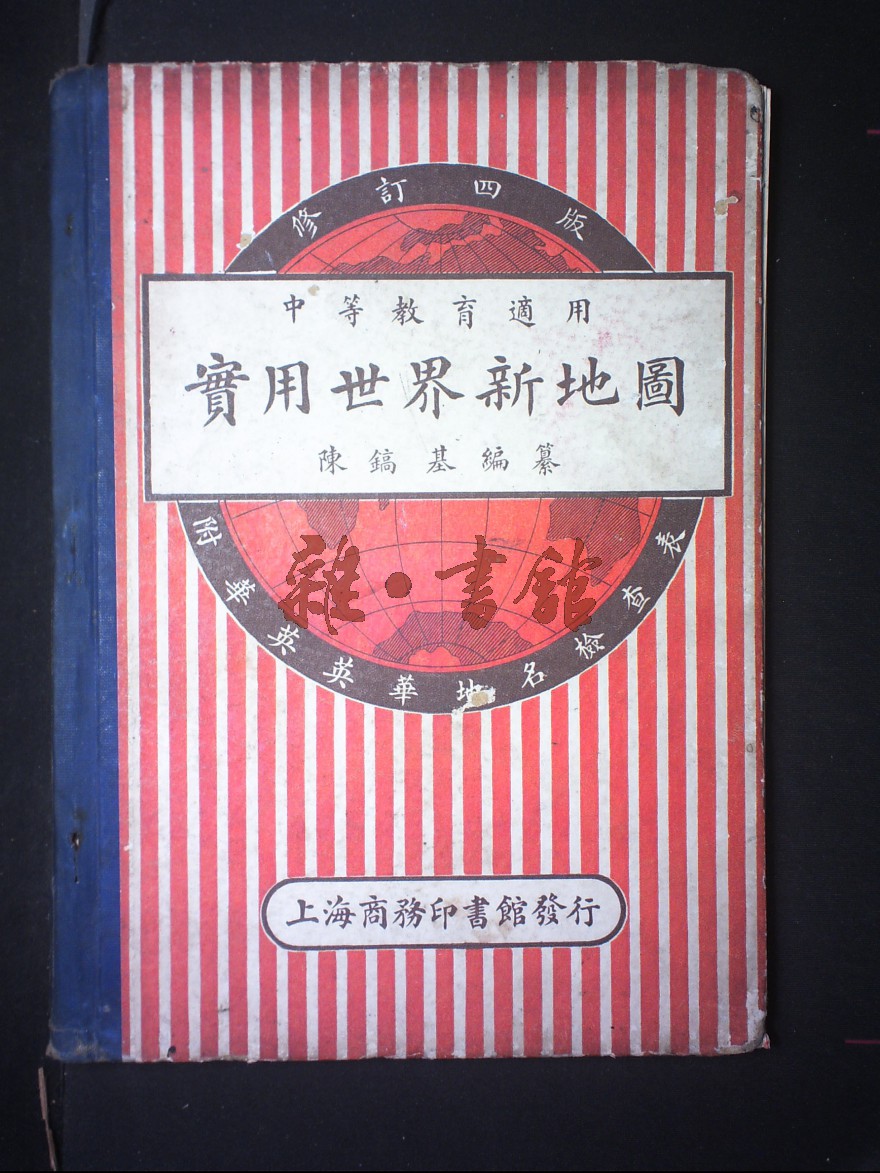 修訂四版
中等教育適用
實用世界新地圖
陳鎬基編纂
附華英英華地名檢查表
雜·書館
上海商務印書館發行